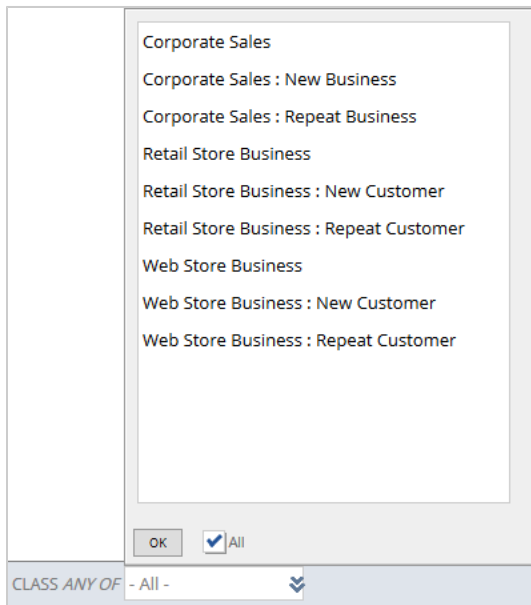 Corporate Sales
Corporate Sales : New Business
Corporate Sales : Repeat Business
Retail Store Business
Retail Store Business : New Customer
Retail Store Business : Repeat Customer
Web Store Business
Web Store Business : New Customer
Web Store Business : Repeat Customer
OK All
CLASS ANY OF - All -